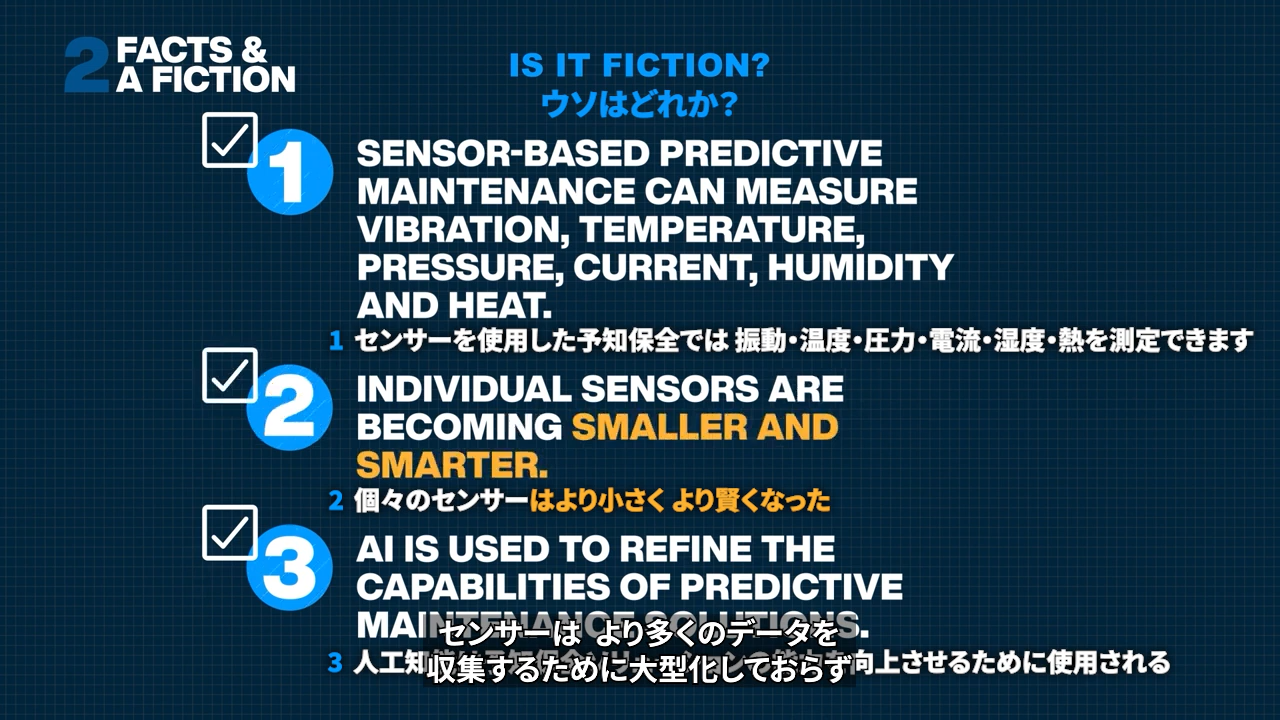 2 FACTS &
A FICTION
IS IT FICTION?
ウソはどれか?
1
SENSOR-BASED PREDICTIVE
MAINTENANCE CAN MEASURE
VIBRATION, TEMPERATURE,
PRESSURE, CURRENT, HUMIDITY
AND HEAT.
1 センサーを使用した予知保全では 振動・温度・圧力・電流・湿度・熱を測定できます
2
INDIVIDUAL SENSORS ARE
BECOMING SMALLER AND
SMARTER.
2 個々のセンサーはより小さく より賢くなった
3
AI IS USED TO REFINE THE
CAPABILITIES OF PREDICTIVE
MAINTENANCE SOLUTIONS.
3 人工知 向上させるために使用される
センサーは より多くのデータを
収集するために大型化しておらず